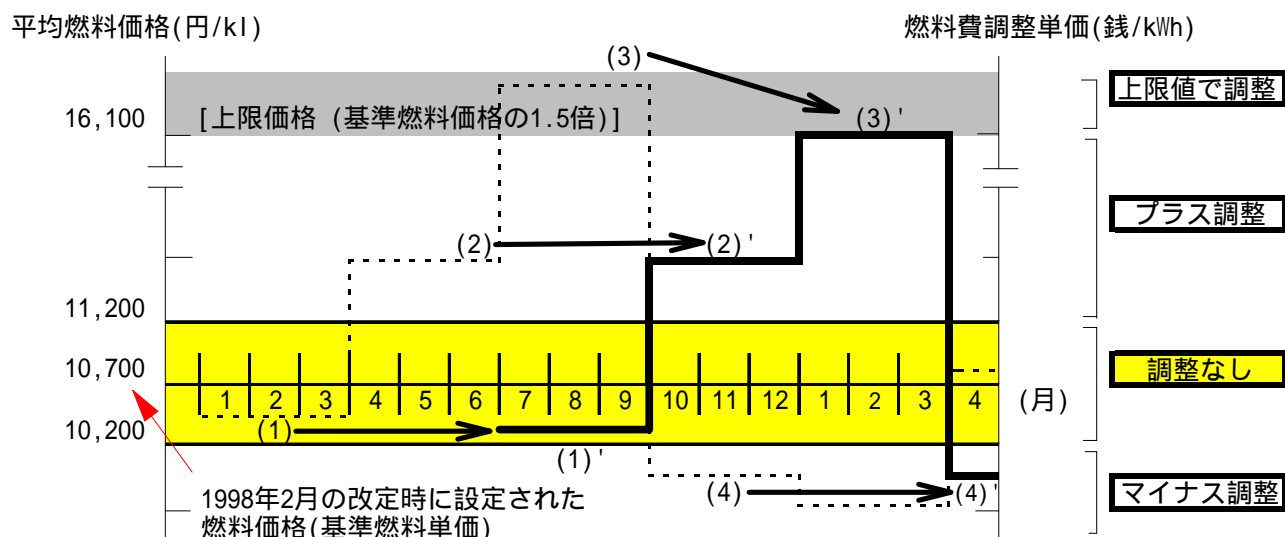 平均燃料価格(円/kl)
燃料費調整単価(銭/kWh)
(3)
上限値で調整
16,100
[上限価格 (基準燃料価格の1.5倍)]
(3)'
プラス調整
(2)
(2)'
11,200
10,700
調整なし
1 2 3 4 5 6 7 8 9 10 11 12 1 2 3 4 (月)
10,200
(1)
(1)'
(4)
(4)'
マイナス調整
1998年2月の改定時に設定された
燃料価格(基準燃料単価)